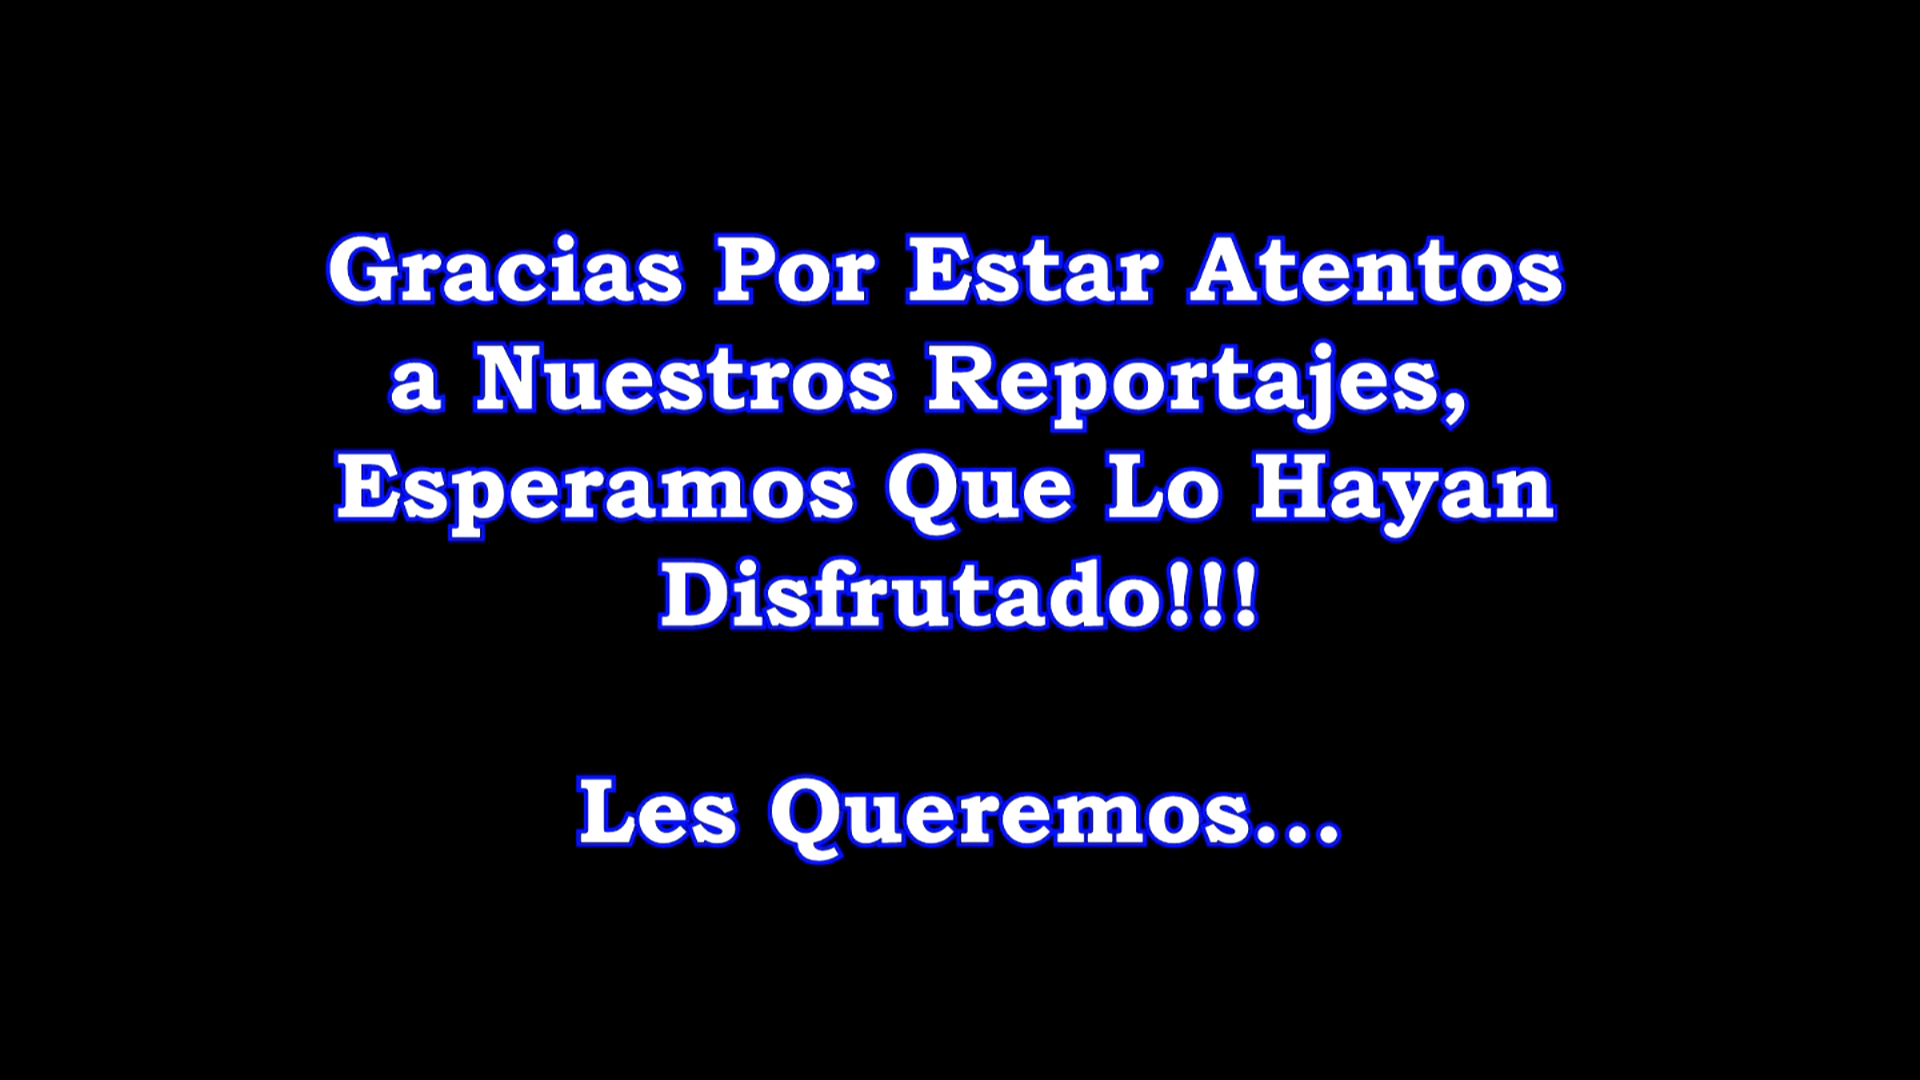 Gracias Por Estar Atentos
a Nuestros Reportajes,
Esperamos Que Lo Hayan
Disfrutado!!!
Les Queremos...